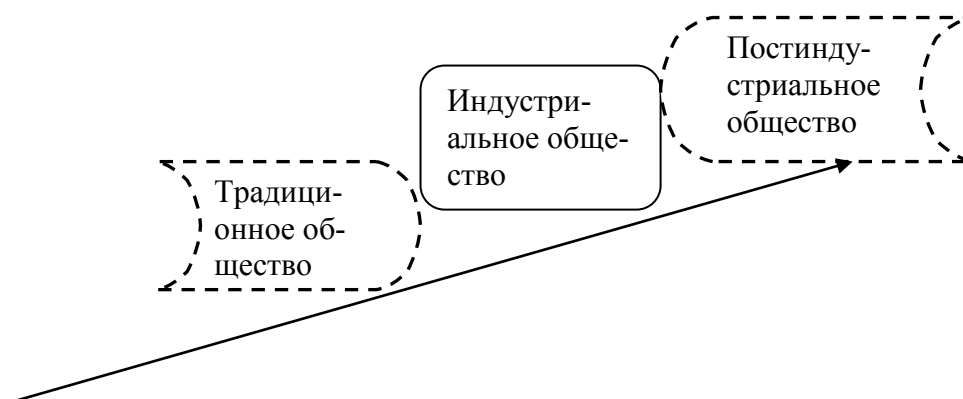 Традици-
онное об-
щество
Индустри-
альное обще-
ство
Постинду-
стриальное
общество